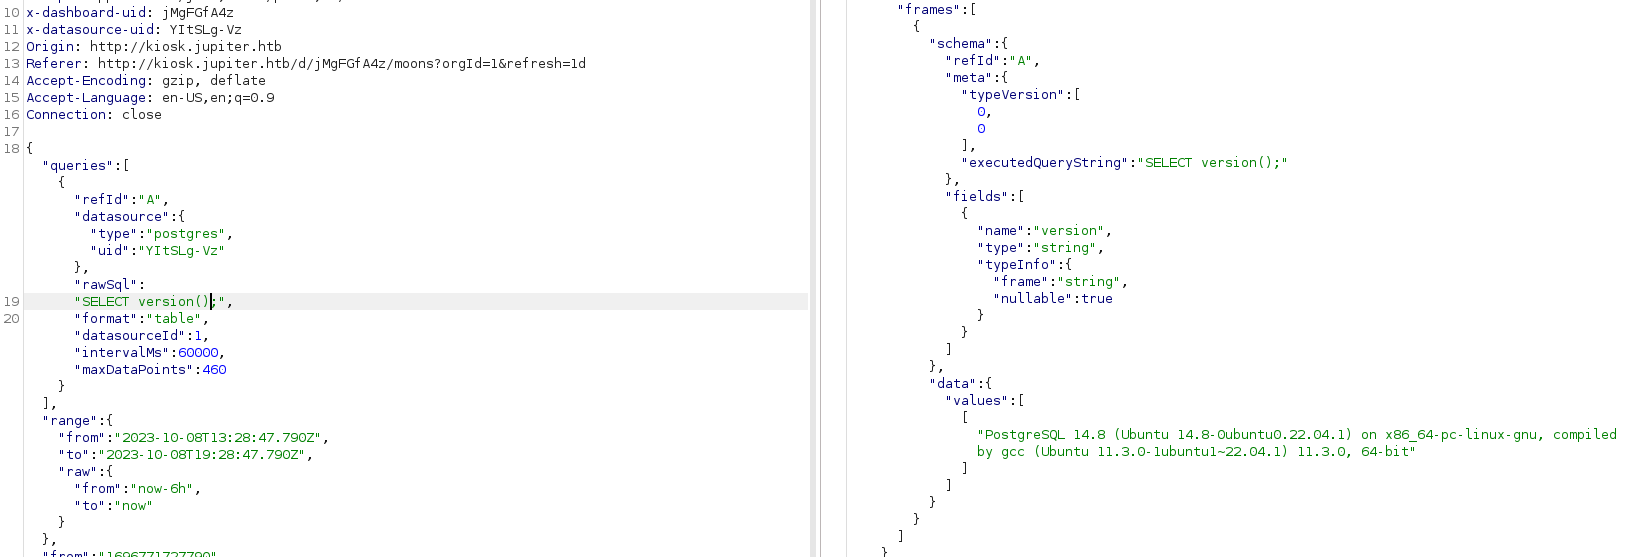 10 x-dashboard-uid: jMgFGfA4z
11 x-datasource-uid: YItSLg-Vz
12 Origin: http://kiosk.jupiter.htb
13 Referer: http://kiosk.jupiter.htb/d/jMgFGfA4z/moons?orgId=1&refresh=1d
14 Accept-Encoding: gzip, deflate
15 Accept-Language: en-US,en;q=0.9
16 Connection: close
17
18 {
"queries":[
{
"refId":"A",
"datasource":{
"type":"postgres",
"uid":"YItSLg-Vz"
},
"rawSql":
19 "SELECT version();",
20 "format":"table",
"datasourceId":1,
"intervalMs":60000,
"maxDataPoints":460
}
],
"range":{
"from":"2023-10-08T13:28:47.790Z",
"to":"2023-10-08T19:28:47.790Z",
"raw":{
"from":"now-6h",
"to":"now"
}
},
"from":"1696771727790"
"frames":[
{
"schema":{
"refId":"A",
"meta":{
"typeVersion":[
0,
0
],
"executedQueryString":"SELECT version();"
},
"fields":[
{
"name":"version",
"type":"string",
"typeInfo":{
"frame":"string",
"nullable":true
}
}
]
},
"data":{
"values":[
[
"PostgreSQL 14.8 (Ubuntu 14.8-0ubuntu0.22.04.1) on x86_64-pc-linux-gnu, compiled
by gcc (Ubuntu 11.3.0-1ubuntu1~22.04.1) 11.3.0, 64-bit"
]
]
}
}
]
}